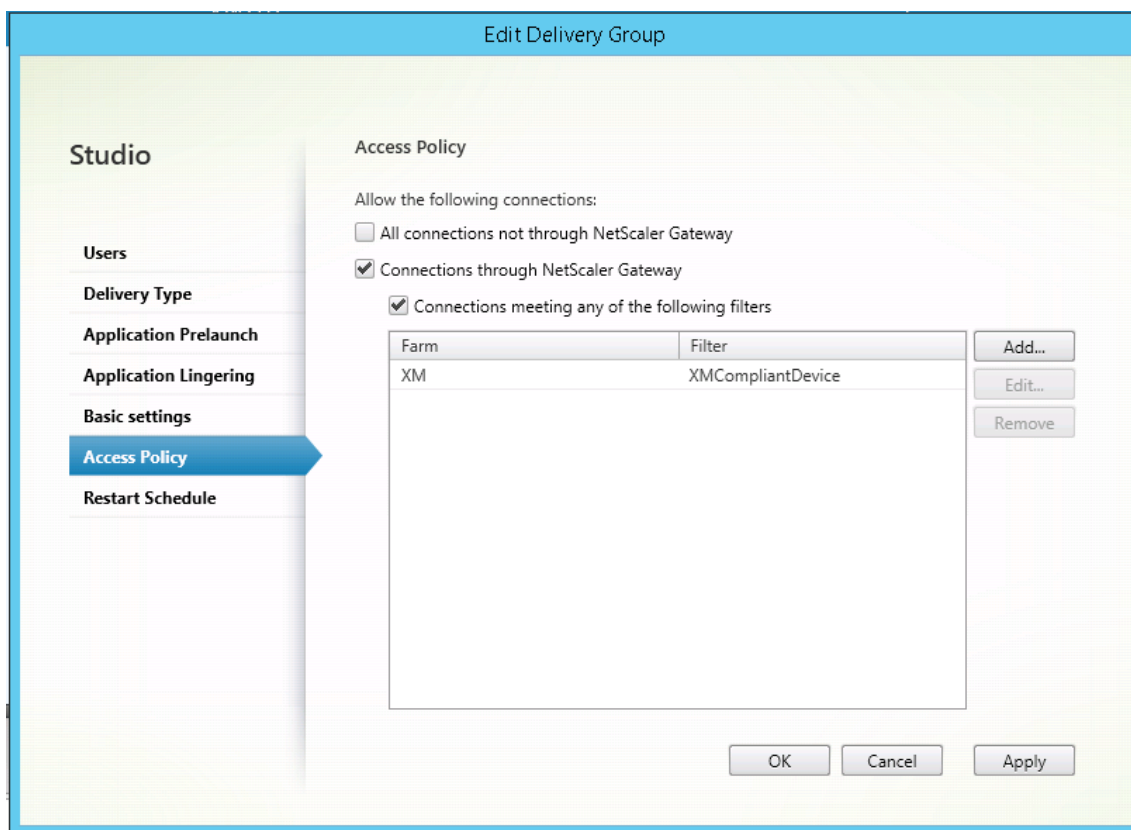 Edit Delivery Group
Studio
Users
Delivery Type
Application Prelaunch
Application Lingering
Basic settings
Access Policy
Restart Schedule
Access Policy
Allow the following connections:
All connections not through NetScaler Gateway
Connections through NetScaler Gateway
Connections meeting any of the following filters
Farm Filter
XM XMCompliantDevice
Add...
Edit...
Remove
OK Cancel Apply